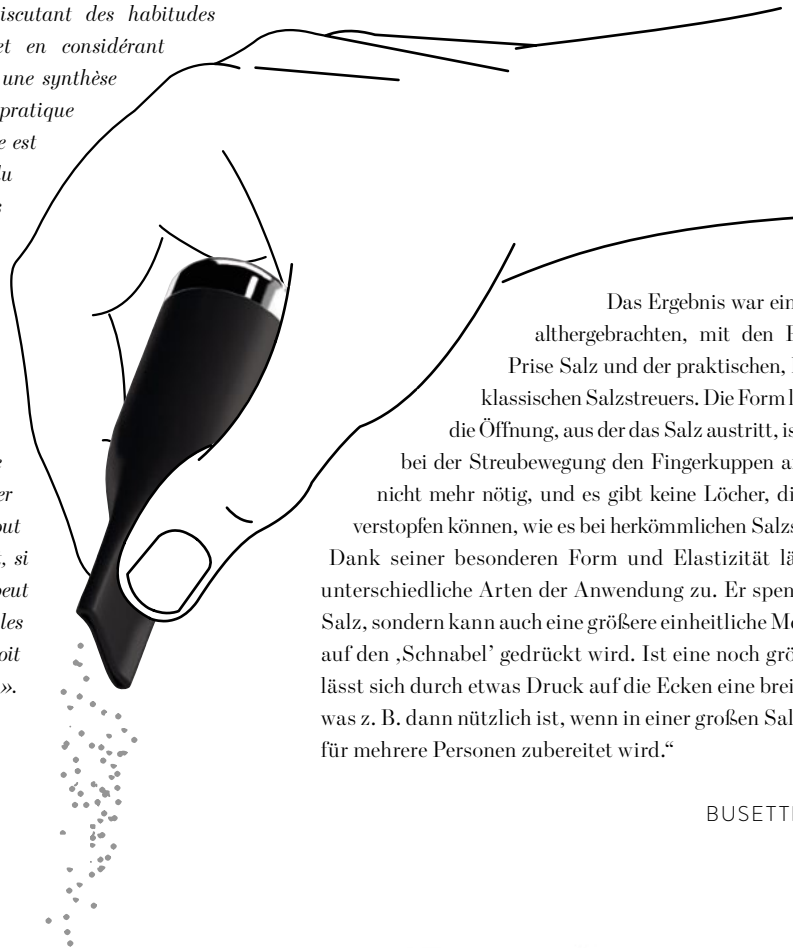 iscutant des habitudes
et en considérant
une synthèse
pratique
e est
lu
s
e
er
out
, si
peut
les
oit
».
Das Ergebnis war ein
althergebrachten, mit den
Prise Salz und der praktischen,
klassischen Salzstreuers. Die Form l
die Öffnung, aus der das Salz austritt, is
bei der Streubewegung den Fingerkuppen a
nicht mehr nötig, und es gibt keine Löcher, di
verstopfen können, wie es bei herkömmlichen Salzs
Dank seiner besonderen Form und Elastizität lä
unterschiedliche Arten der Anwendung zu. Er spen
Salz, sondern kann auch eine größere einheitliche Me
auf den ‚Schnabel’ gedrückt wird. Ist eine noch grö
lässt sich durch etwas Druck auf die Ecken eine brei
was z. B. dann nützlich ist, wenn in einer großen Sal
für mehrere Personen zubereitet wird.“
BUSETT